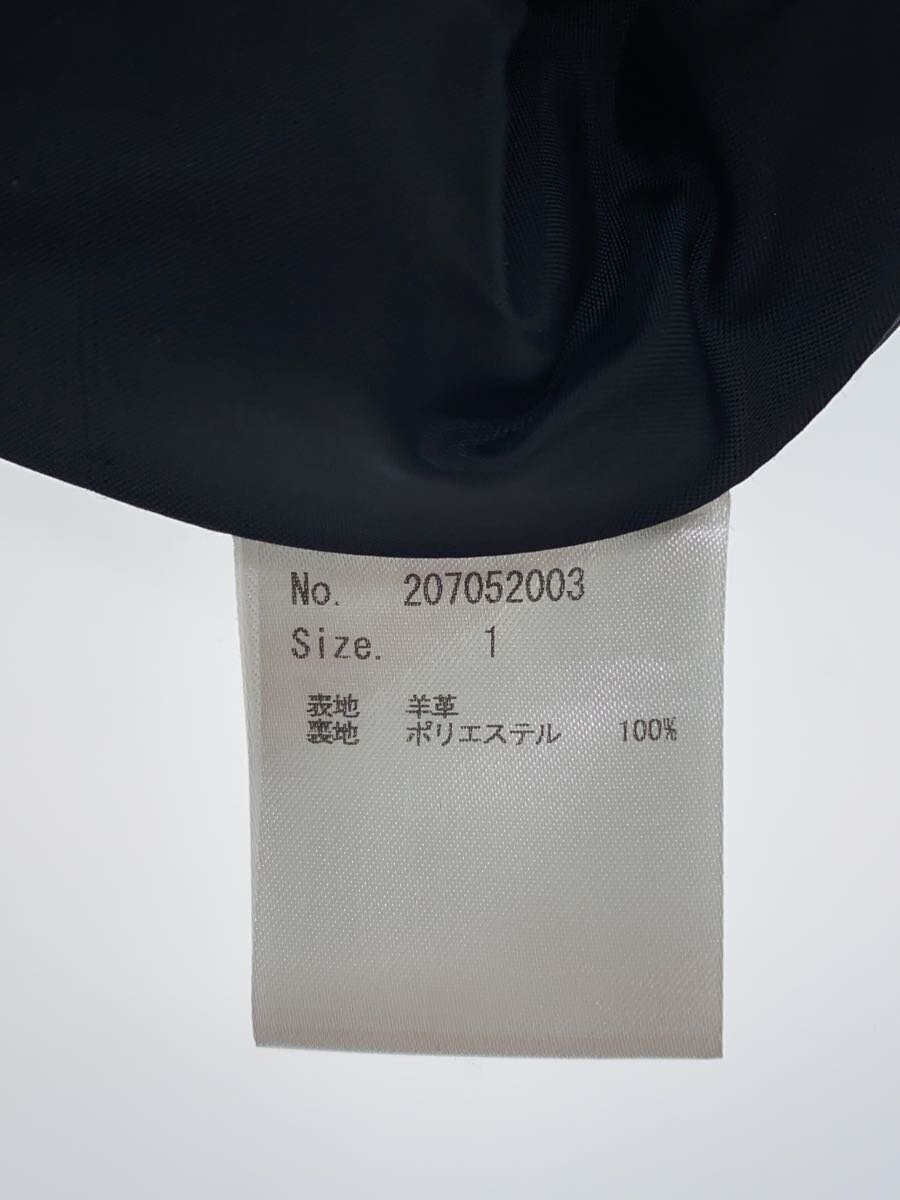 No. 207052003
Size. 1
表地 羊革
裏地 ポリエステル 100%